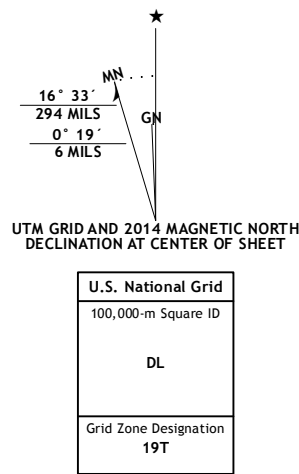 ★
MN
GN
16° 33´
294 MILS
0° 19´
6 MILS
UTM GRID AND 2014 MAGNETIC NORTH
DECLINATION AT CENTER OF SHEET
U.S. National Grid
100,000-m Square ID
DL
Grid Zone Designation
19T